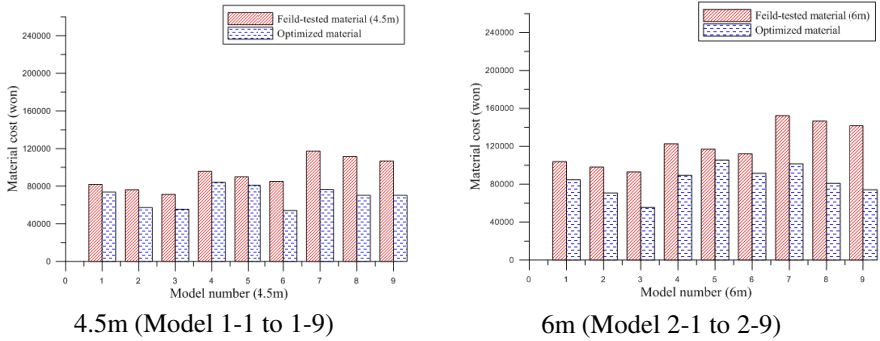 Feild-tested material (4.5m)
Optimized material
240000
200000
160000
120000
80000
40000
0
Material cost (won)
0 1 2 3 4 5 6 7 8 9
Model number (4.5m)
4.5m (Model 1-1 to 1-9)
Feild-tested material (6m)
Optimized material
240000
200000
160000
120000
80000
40000
0
Material cost (won)
0 1 2 3 4 5 6 7 8 9
Model number (6m)
6m (Model 2-1 to 2-9)